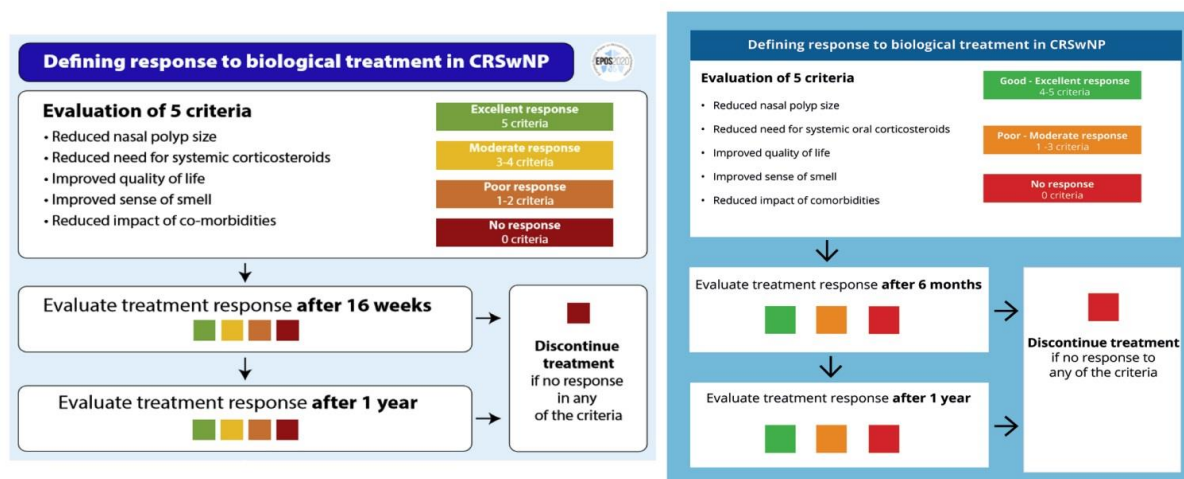 Defining response to biological treatment in CRSwNP
EPOS2020
Evaluation of 5 criteria
• Reduced nasal polyp size
• Reduced need for systemic corticosteroids
• Improved quality of life
• Improved sense of smell
• Reduced impact of co-morbidities
Excellent response
5 criteria
Moderate response
3-4 criteria
Poor response
1-2 criteria
No response
0 criteria
Evaluate treatment response after 16 weeks
Evaluate treatment response after 1 year
Discontinue
treatment
if no response
in any
of the criteria
Defining response to biological treatment in CRSwNP
Evaluation of 5 criteria
• Reduced nasal polyp size
• Reduced need for systemic oral corticosteroids
• Improved quality of life
• Improved sense of smell
• Reduced impact of comorbidities
Good - Excellent response
4-5 criteria
Poor - Moderate response
1 -3 criteria
No response
0 criteria
Evaluate treatment response after 6 months
Evaluate treatment response after 1 year
Discontinue treatment
if no response to
any of the criteria